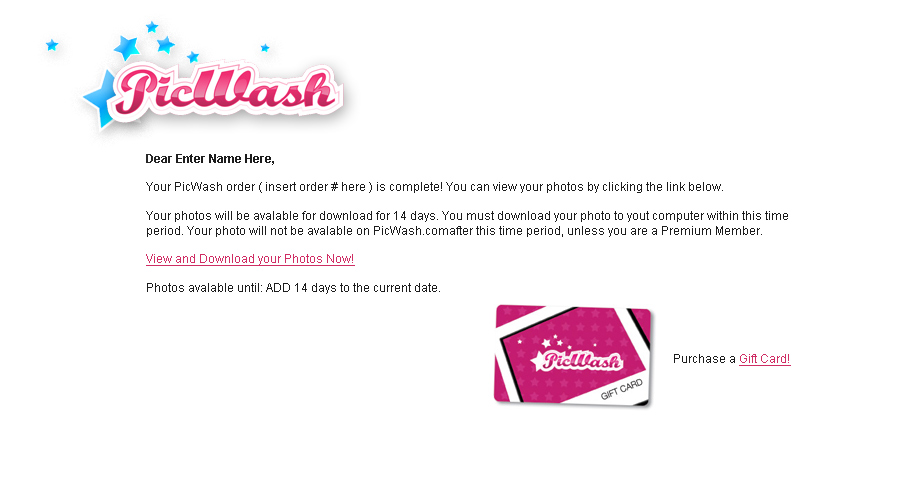 PicWash
Dear Enter Name Here,
Your PicWash order ( insert order # here ) is complete! You can view your photos by clicking the link below.
Your photos will be avalable for download for 14 days. You must download your photo to yout computer within this time
period. Your photo will not be avalable on PicWash.comafter this time period, unless you are a Premium Member.
View and Download your Photos Now!
Photos avalable until: ADD 14 days to the current date.
PicWash
GIFT CARD
Purchase a Gift Card!